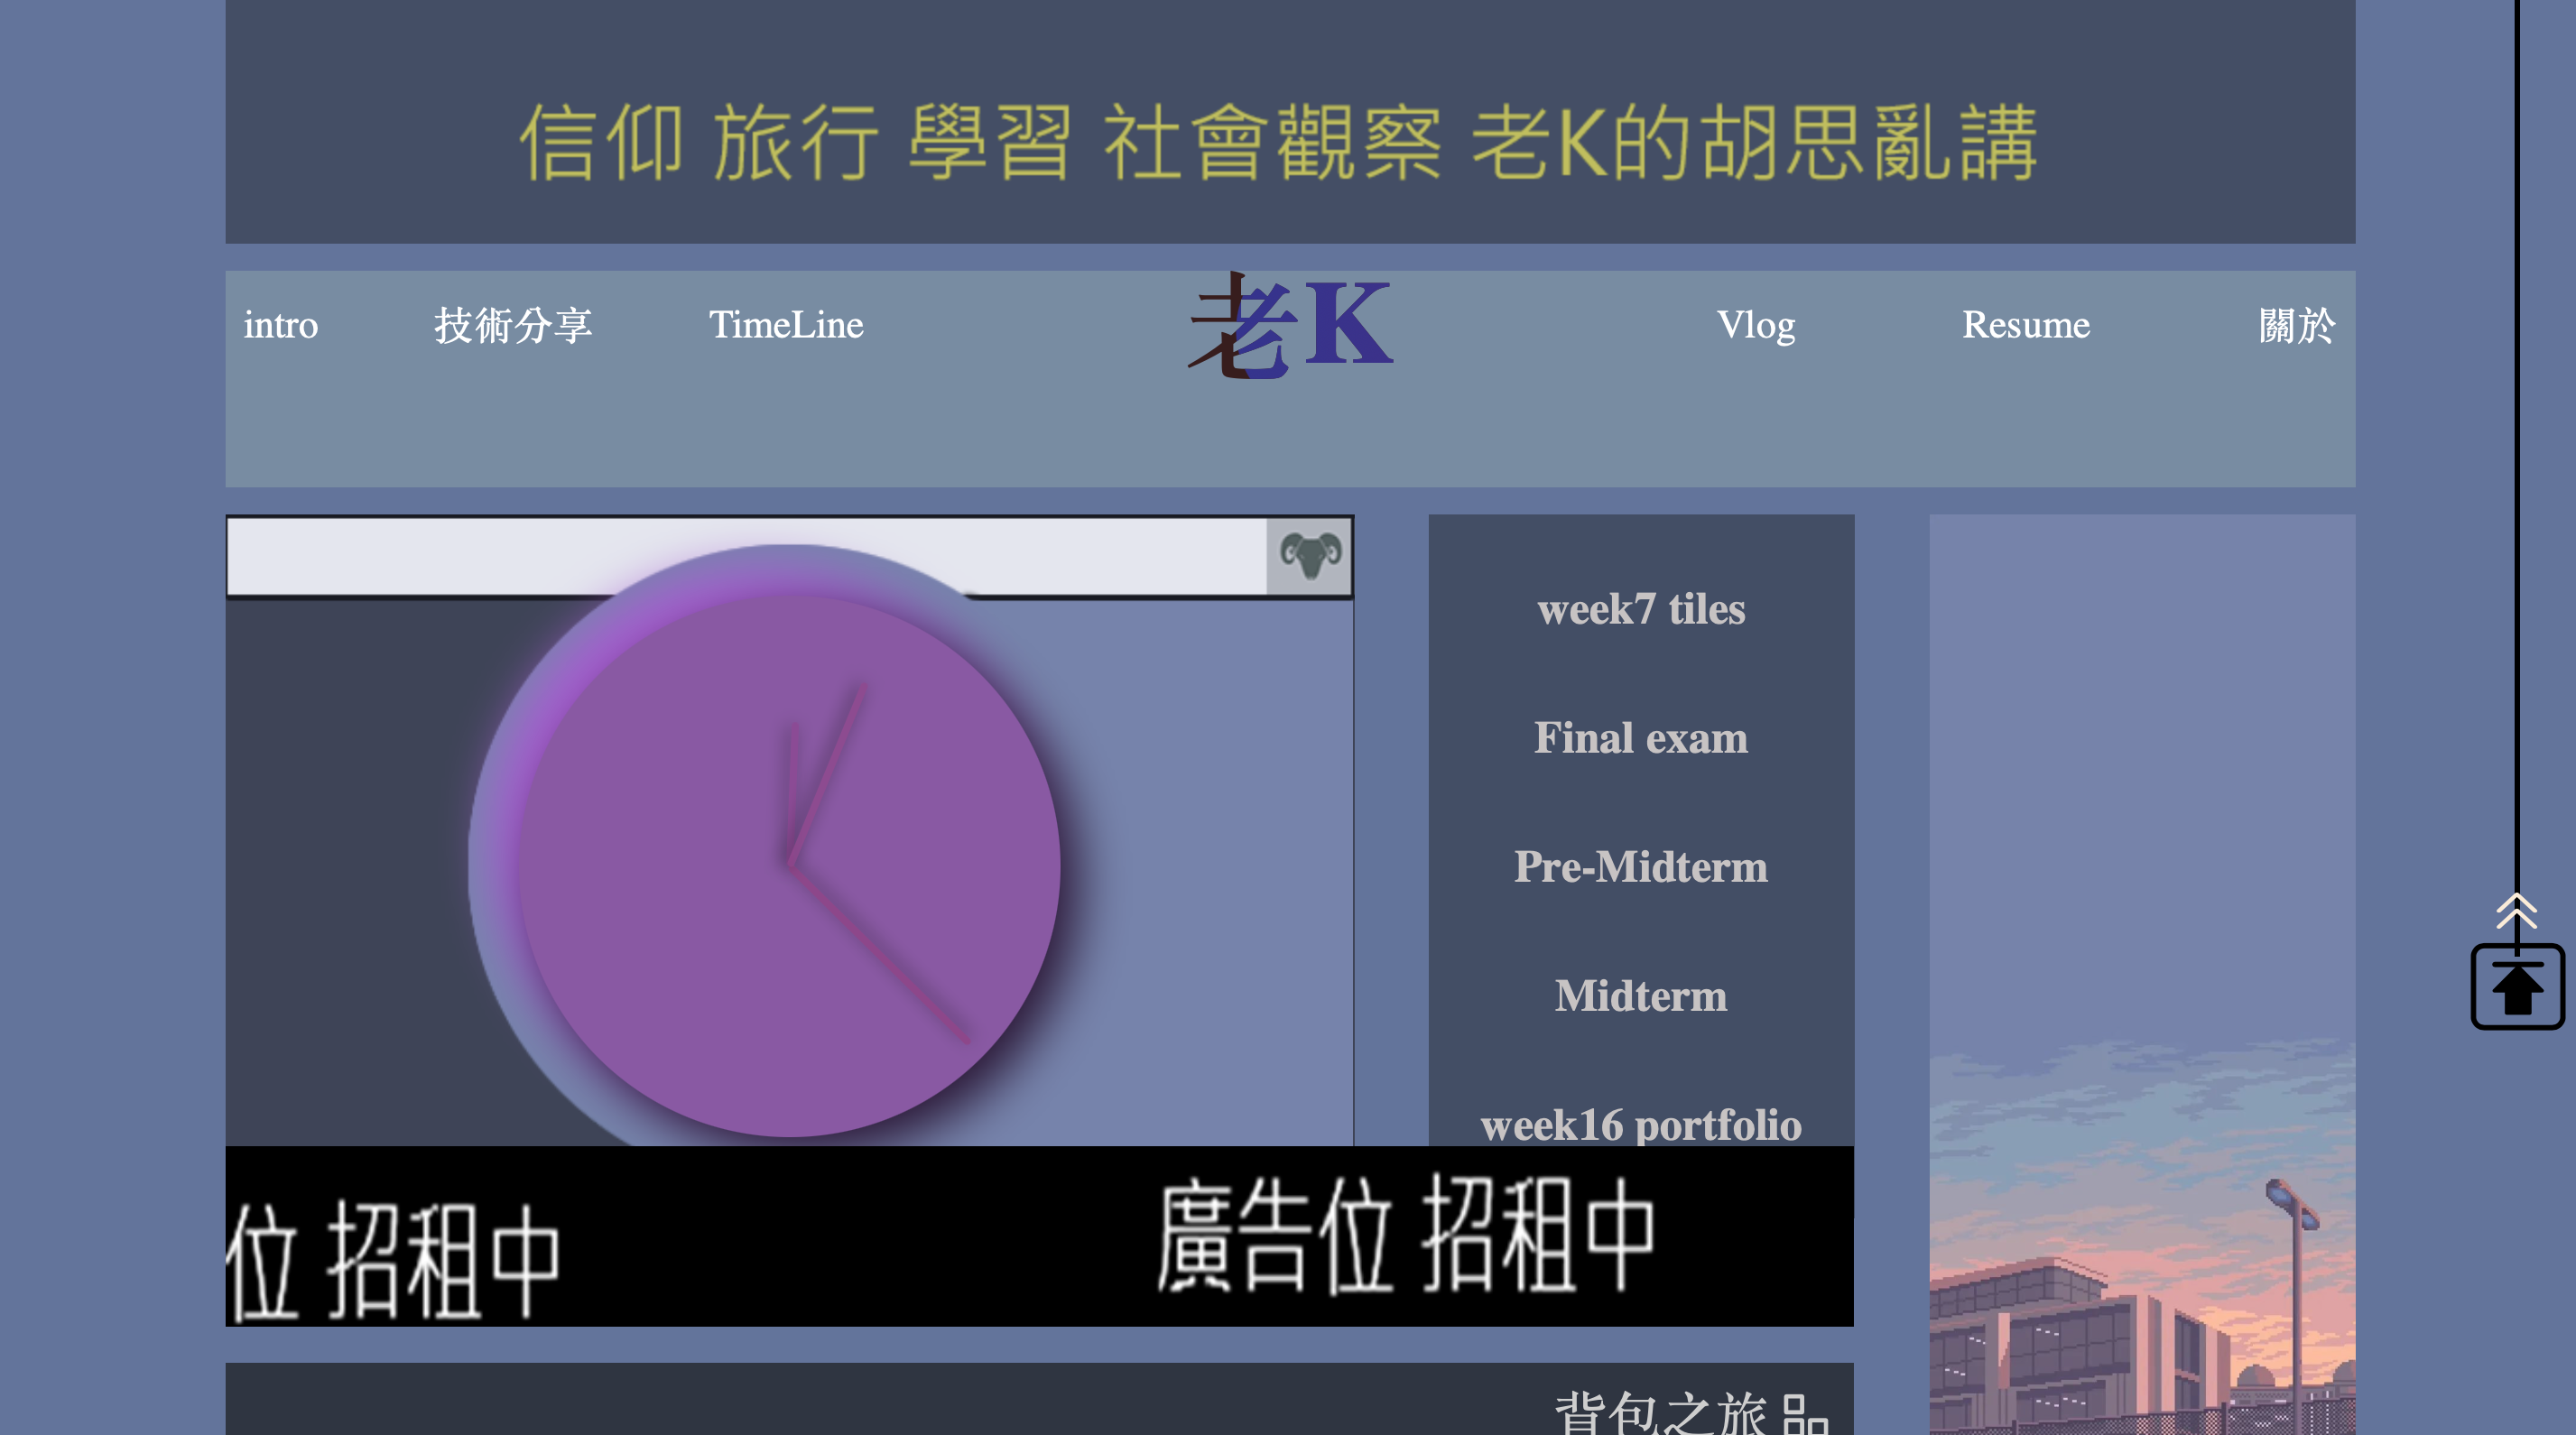 信仰 旅行 學習 社會觀察 老K的胡思亂講
intro 技術分享 TimeLine 老K Vlog Resume 關於
week7 tiles
Final exam
Pre-Midterm
Midterm
week16 portfolio
位 招租中 廣告位 招租中
背包之旅